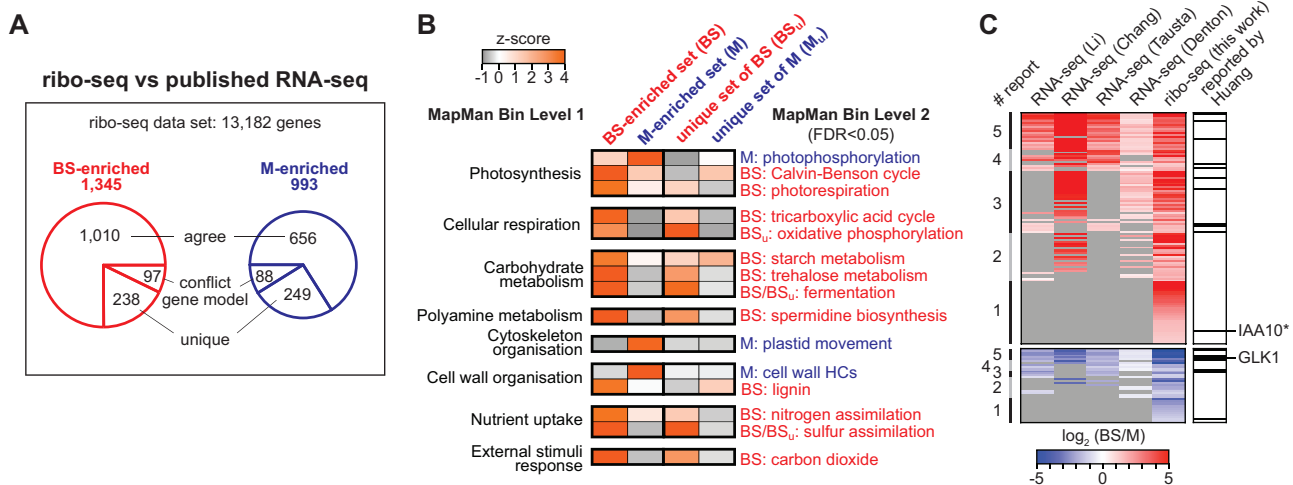 A
ribo-seq vs published RNA-seq
ribo-seq data set: 13,182 genes
BS-enriched
1,345
M-enriched
993
1,010
agree
656
97
conflict
gene model
88
238
249
unique
B
z-score
-1 0 1 2 3 4
BS-enriched set (BS)
M-enriched set (M)
unique set of BS (BSᵤ)
unique set of M (Mᵤ)
MapMan Bin Level 1
MapMan Bin Level 2
(FDR<0.05)
Photosynthesis
M: photophosphorylation
BS: Calvin-Benson cycle
BS: photorespiration
Cellular respiration
BS: tricarboxylic acid cycle
BSᵤ: oxidative phosphorylation
Carbohydrate
metabolism
BS: starch metabolism
BS: trehalose metabolism
BS/BSᵤ: fermentation
Polyamine metabolism
BS: spermidine biosynthesis
Cytoskeleton
organisation
M: plastid movement
Cell wall organisation
M: cell wall HCs
BS: lignin
Nutrient uptake
BS: nitrogen assimilation
BS/BSᵤ: sulfur assimilation
External stimuli
response
BS: carbon dioxide
C
# report
RNA-seq (Li)
RNA-seq (Chang)
RNA-seq (Tausta)
RNA-seq (Denton)
ribo-seq (this work)
reported by
Huang
5
4
3
2
1
IAA10*
5
4
3
2
1
GLK1
log₂ (BS/M)
-5 0 5